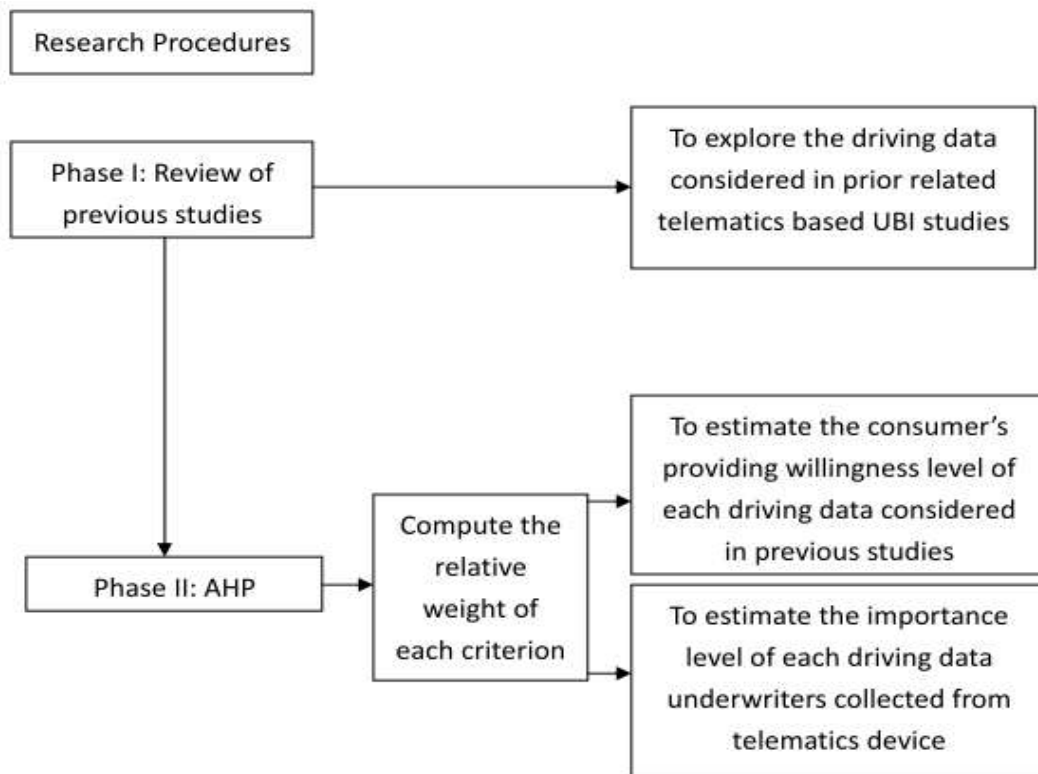 Research Procedures
Phase I: Review of
previous studies
To explore the driving data
considered in prior related
telematics based UBI studies
Phase II: AHP
Compute the
relative
weight of
each criterion
To estimate the consumer’s
providing willingness level of
each driving data considered
in previous studies
To estimate the importance
level of each driving data
underwriters collected from
telematics device